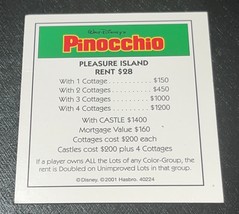 Walt Disney's
Pinocchio
PLEASURE ISLAND
RENT $28
With 1 Cottage . . . . . . . . . . $150
With 2 Cottages . . . . . . . . . $450
With 3 Cottages . . . . . . . . $1000
With 4 Cottages . . . . . . . . $1200
With CASTLE $1400
Mortgage Value $160
Cottages cost $200 each
Castles cost $200 plus 4 Cottages
If a player owns ALL the Lots of any Color-Group, the
rent is Doubled on Unimproved Lots in that group.
©Disney, ©2001 Hasbro. 40224